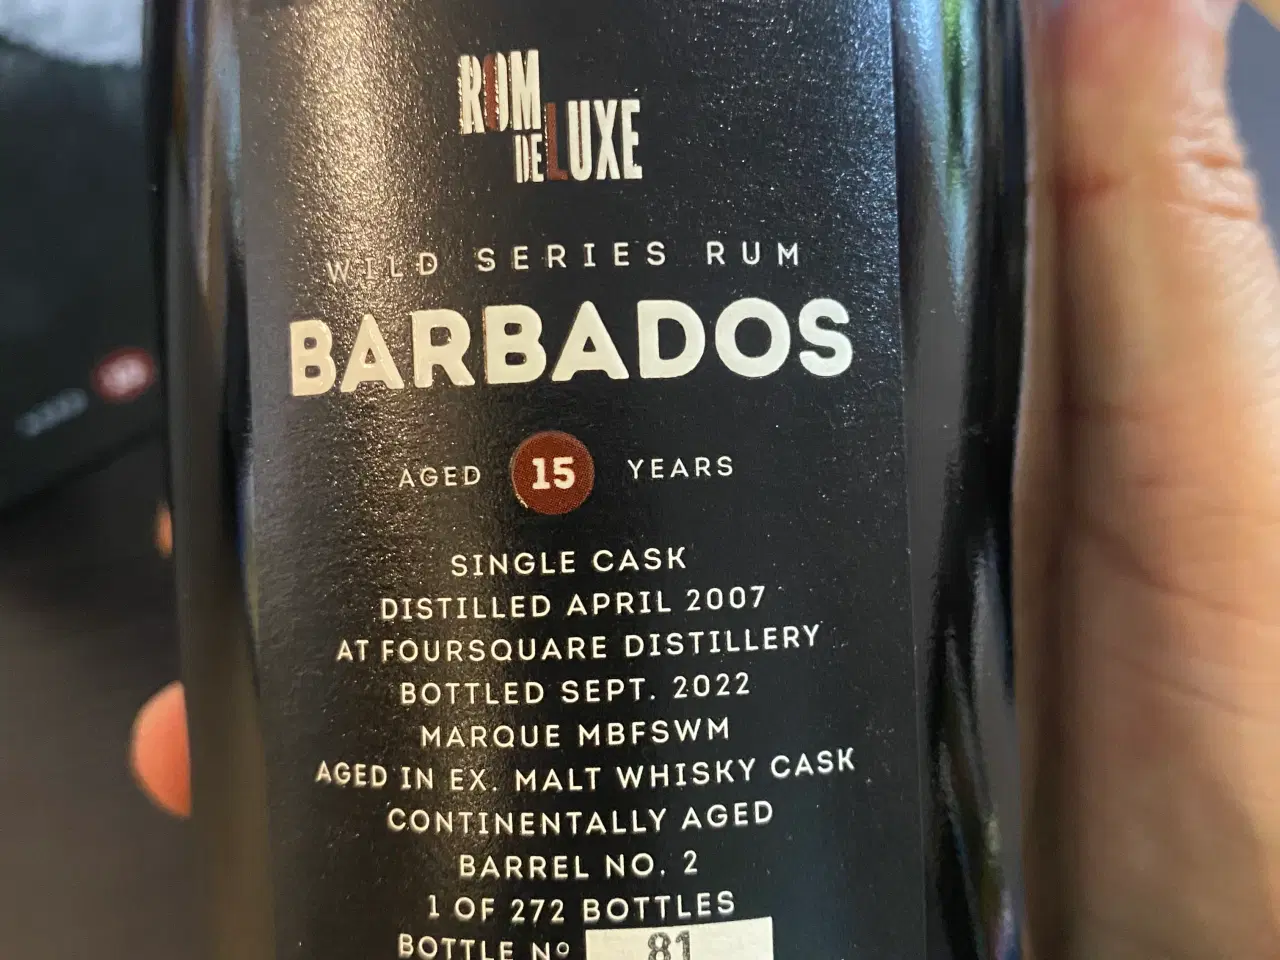 ROM
DELUXE
WILD SERIES RUM
BARBADOS
AGED 15 YEARS
SINGLE CASK
DISTILLED APRIL 2007
AT FOURSQUARE DISTILLERY
BOTTLED SEPT. 2022
MARQUE MBFSWM
AGED IN EX. MALT WHISKY CASK
CONTINENTALLY AGED
BARREL NO. 2
1 OF 272 BOTTLES
BOTTLE Nº 81